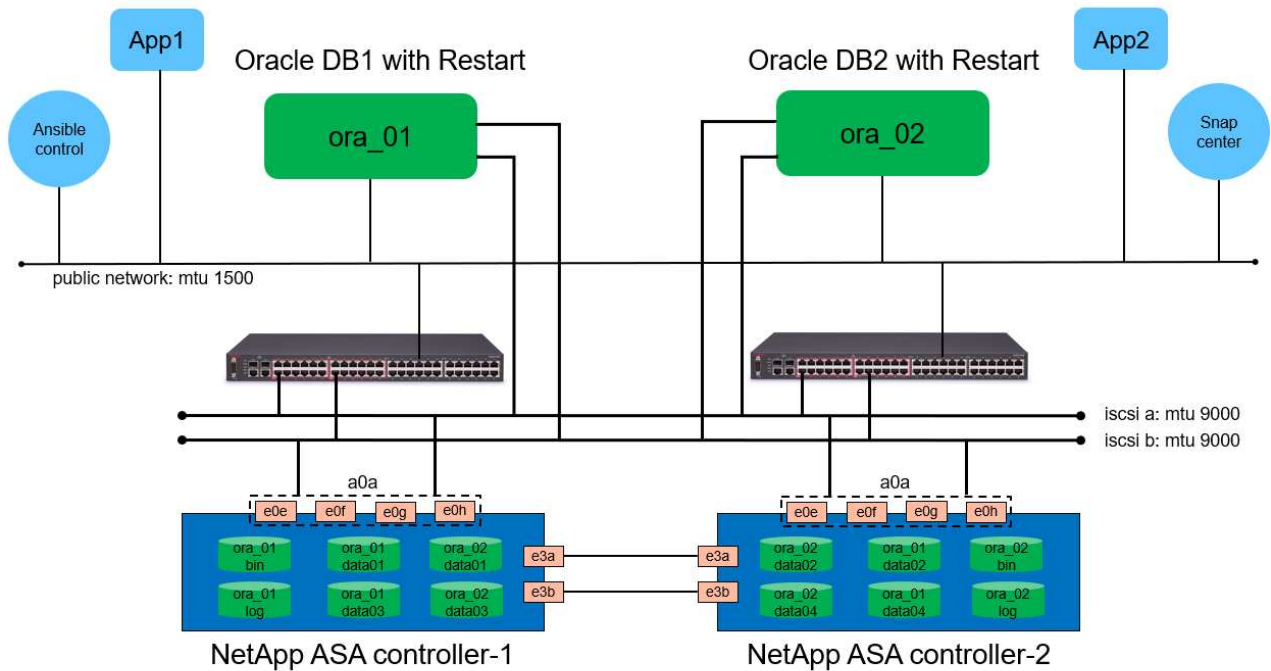 App1
App2
Oracle DB1 with Restart
Oracle DB2 with Restart
Ansible
control
ora_01
ora_02
Snap
center
public network: mtu 1500
iscsi a: mtu 9000
iscsi b: mtu 9000
a0a
a0a
e0e
e0f
e0g
e0h
e0e
e0f
e0g
e0h
ora_01
bin
ora_01
data01
ora_02
data01
e3a
e3a
ora_02
data02
ora_01
data02
ora_02
bin
ora_01
log
ora_01
data03
ora_02
data03
e3b
e3b
ora_02
data04
ora_01
data04
ora_02
log
NetApp ASA controller-1
NetApp ASA controller-2